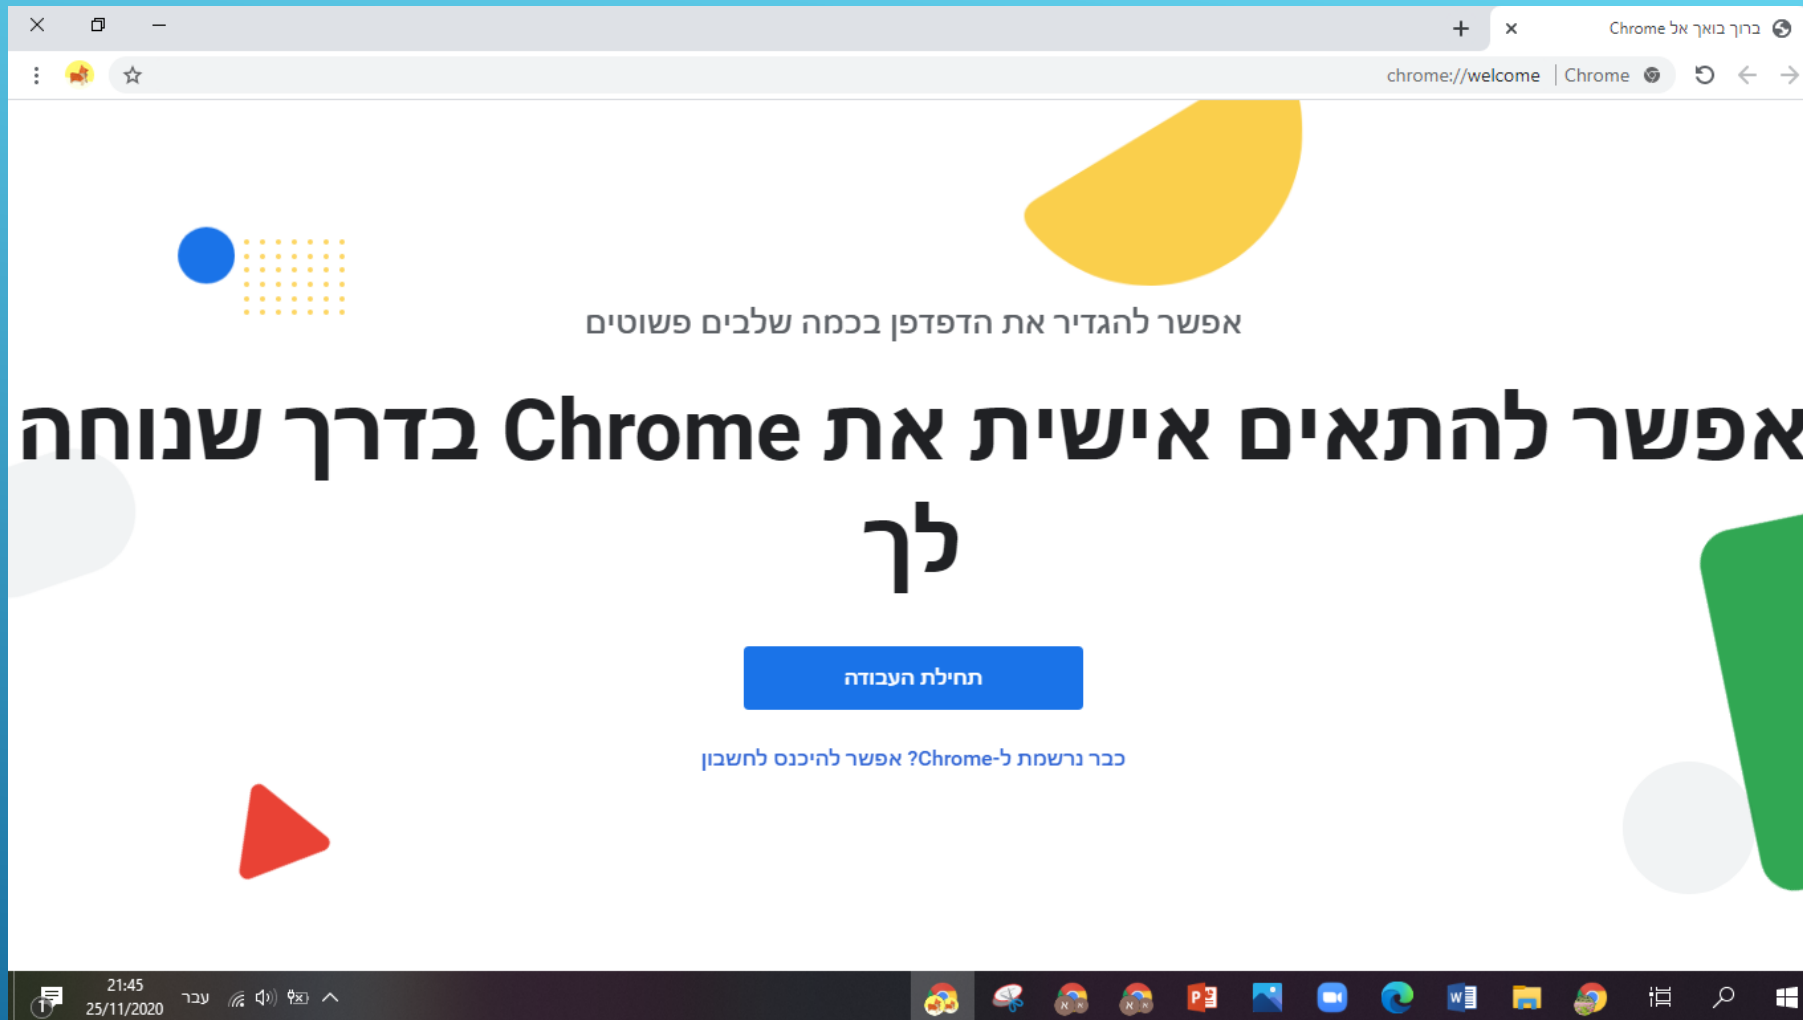 ברוך בואך אל Chrome
Chrome | chrome://welcome
אפשר להגדיר את הדפדפן בכמה שלבים פשוטים
אפשר להתאים אישית את Chrome בדרך שנוחה
לך
תחילת העבודה
כבר נרשמת ל-Chrome? אפשר להיכנס לחשבון
עבר
21:45
25/11/2020
1